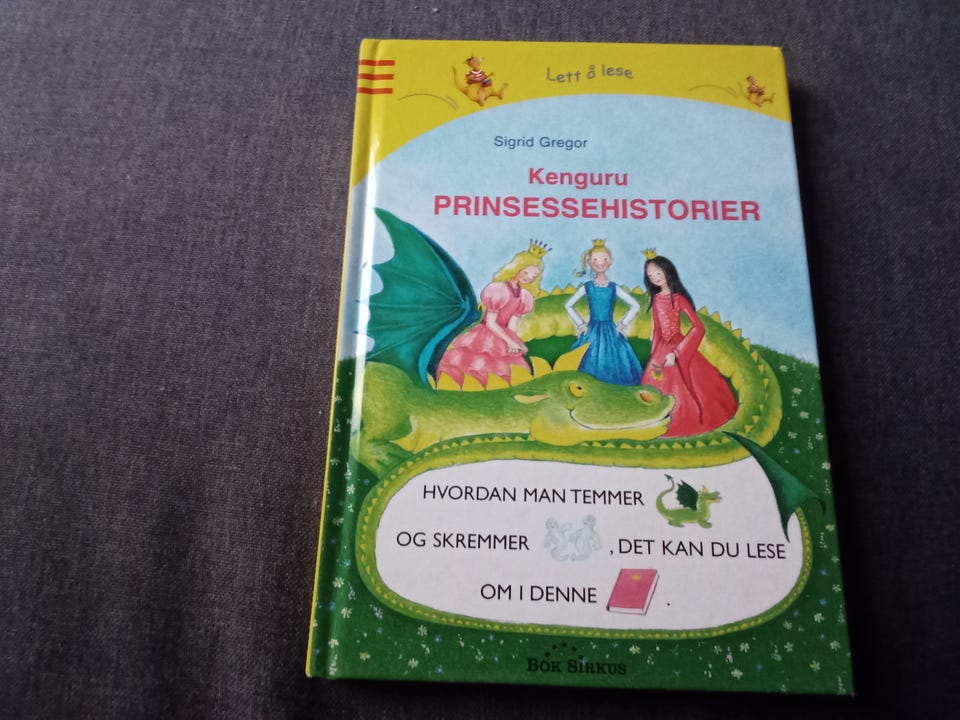 Lett å lese
Sigrid Gregor
Kenguru
PRINSESSEHISTORIER
HVORDAN MAN TEMMER
OG SKREMMER , DET KAN DU LESE
OM I DENNE .
BOK SIRKUS